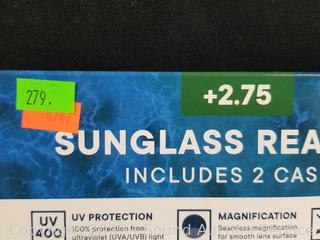 279.
+2.75
SUNGLASS REA
INCLUDES 2 CAS
UV
400
UV PROTECTION
100% protection from
ultraviolet (UVA/UVB) light
MAGNIFICATION
Seamless magnification
for smooth lens surface